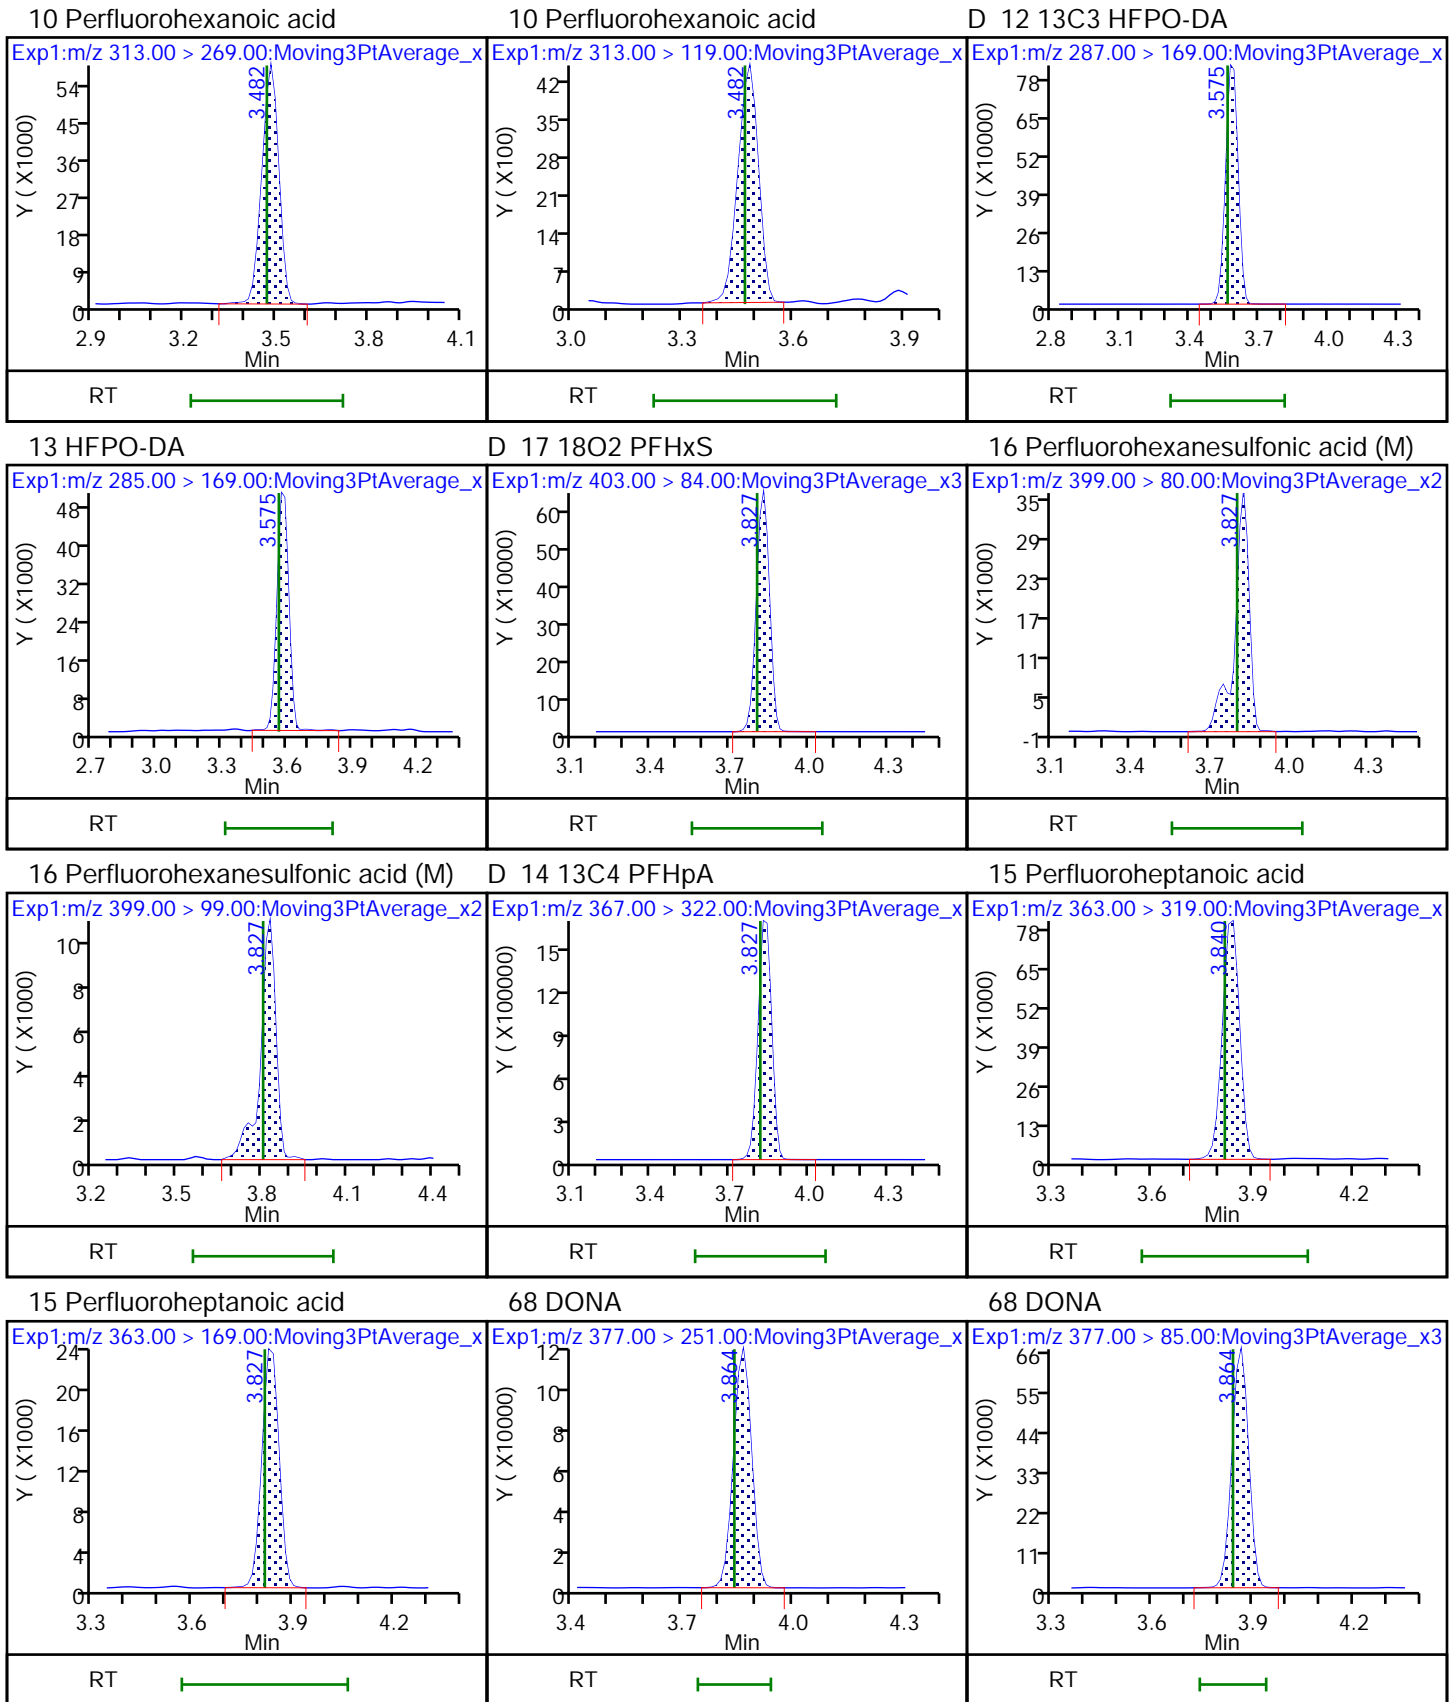 10 Perfluorohexanoic acid
Exp1:m/z 313.00 > 269.00:Moving3PtAverage_x
3.482
Y ( X1000)
54
45
36
27
18
9
0
2.9 3.2 3.5 3.8 4.1
Min
RT
10 Perfluorohexanoic acid
Exp1:m/z 313.00 > 119.00:Moving3PtAverage_x
3.482
Y ( X100)
42
35
28
21
14
7
0
3.0 3.3 3.6 3.9
Min
RT
D 12 13C3 HFPO-DA
Exp1:m/z 287.00 > 169.00:Moving3PtAverage_x
3.575
Y ( X10000)
78
65
52
39
26
13
0
2.8 3.1 3.4 3.7 4.0 4.3
Min
RT
13 HFPO-DA
Exp1:m/z 285.00 > 169.00:Moving3PtAverage_x
3.575
Y ( X1000)
48
40
32
24
16
8
0
2.7 3.0 3.3 3.6 3.9 4.2
Min
RT
D 17 18O2 PFHxS
Exp1:m/z 403.00 > 84.00:Moving3PtAverage_x3
3.827
Y ( X10000)
60
50
40
30
20
10
0
3.1 3.4 3.7 4.0 4.3
Min
RT
16 Perfluorohexanesulfonic acid (M)
Exp1:m/z 399.00 > 80.00:Moving3PtAverage_x2
3.827
Y ( X1000)
35
29
23
17
11
5
-1
3.1 3.4 3.7 4.0 4.3
Min
RT
16 Perfluorohexanesulfonic acid (M)
Exp1:m/z 399.00 > 99.00:Moving3PtAverage_x2
3.827
Y ( X1000)
10
8
6
4
2
0
3.2 3.5 3.8 4.1 4.4
Min
RT
D 14 13C4 PFHpA
Exp1:m/z 367.00 > 322.00:Moving3PtAverage_x
3.827
Y ( X100000)
15
12
9
6
3
0
3.1 3.4 3.7 4.0 4.3
Min
RT
15 Perfluoroheptanoic acid
Exp1:m/z 363.00 > 319.00:Moving3PtAverage_x
3.840
Y ( X1000)
78
65
52
39
26
13
0
3.3 3.6 3.9 4.2
Min
RT
15 Perfluoroheptanoic acid
Exp1:m/z 363.00 > 169.00:Moving3PtAverage_x
3.827
Y ( X1000)
24
20
16
12
8
4
0
3.3 3.6 3.9 4.2
Min
RT
68 DONA
Exp1:m/z 377.00 > 251.00:Moving3PtAverage_x
3.864
Y ( X10000)
12
10
8
6
4
2
0
3.4 3.7 4.0 4.3
Min
RT
68 DONA
Exp1:m/z 377.00 > 85.00:Moving3PtAverage_x3
3.864
Y ( X1000)
66
55
44
33
22
11
0
3.3 3.6 3.9 4.2
Min
RT